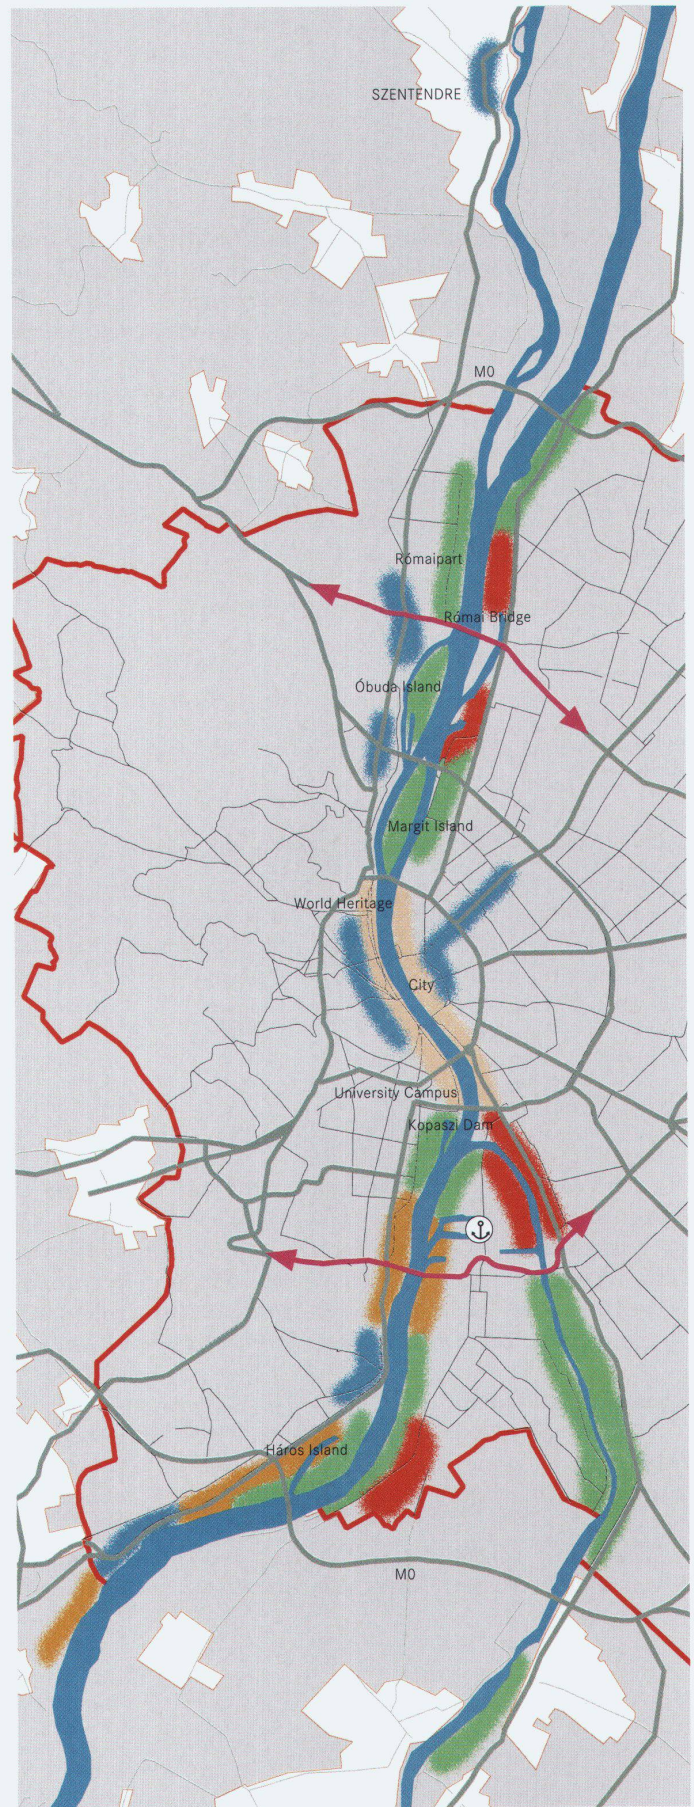 SZENTENDRE
M0
Rómaipart
Római Bridge
Óbuda Island
Margit Island
World Heritage
City
University Campus
Kopaszi Dam
Háros Island
M0